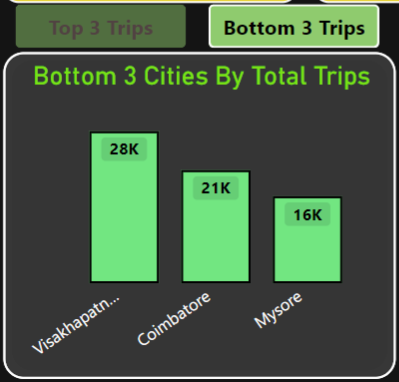 Top 3 Trips
Bottom 3 Trips
Bottom 3 Cities By Total Trips
28K
21K
16K
Visakhapatn...
Coimbatore
Mysore